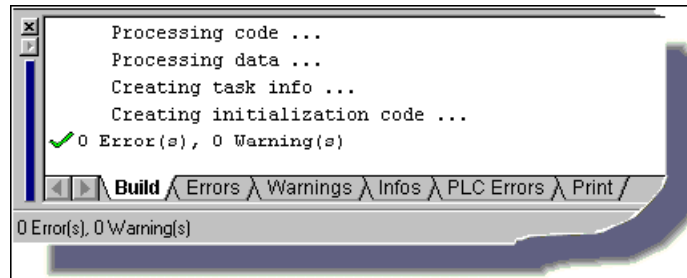 Processing code ...
Processing data ...
Creating task info ...
Creating initialization code ...
0 Error(s), 0 Warning(s)
Build Errors Warnings Infos PLC Errors Print
0 Error(s), 0 Warning(s)